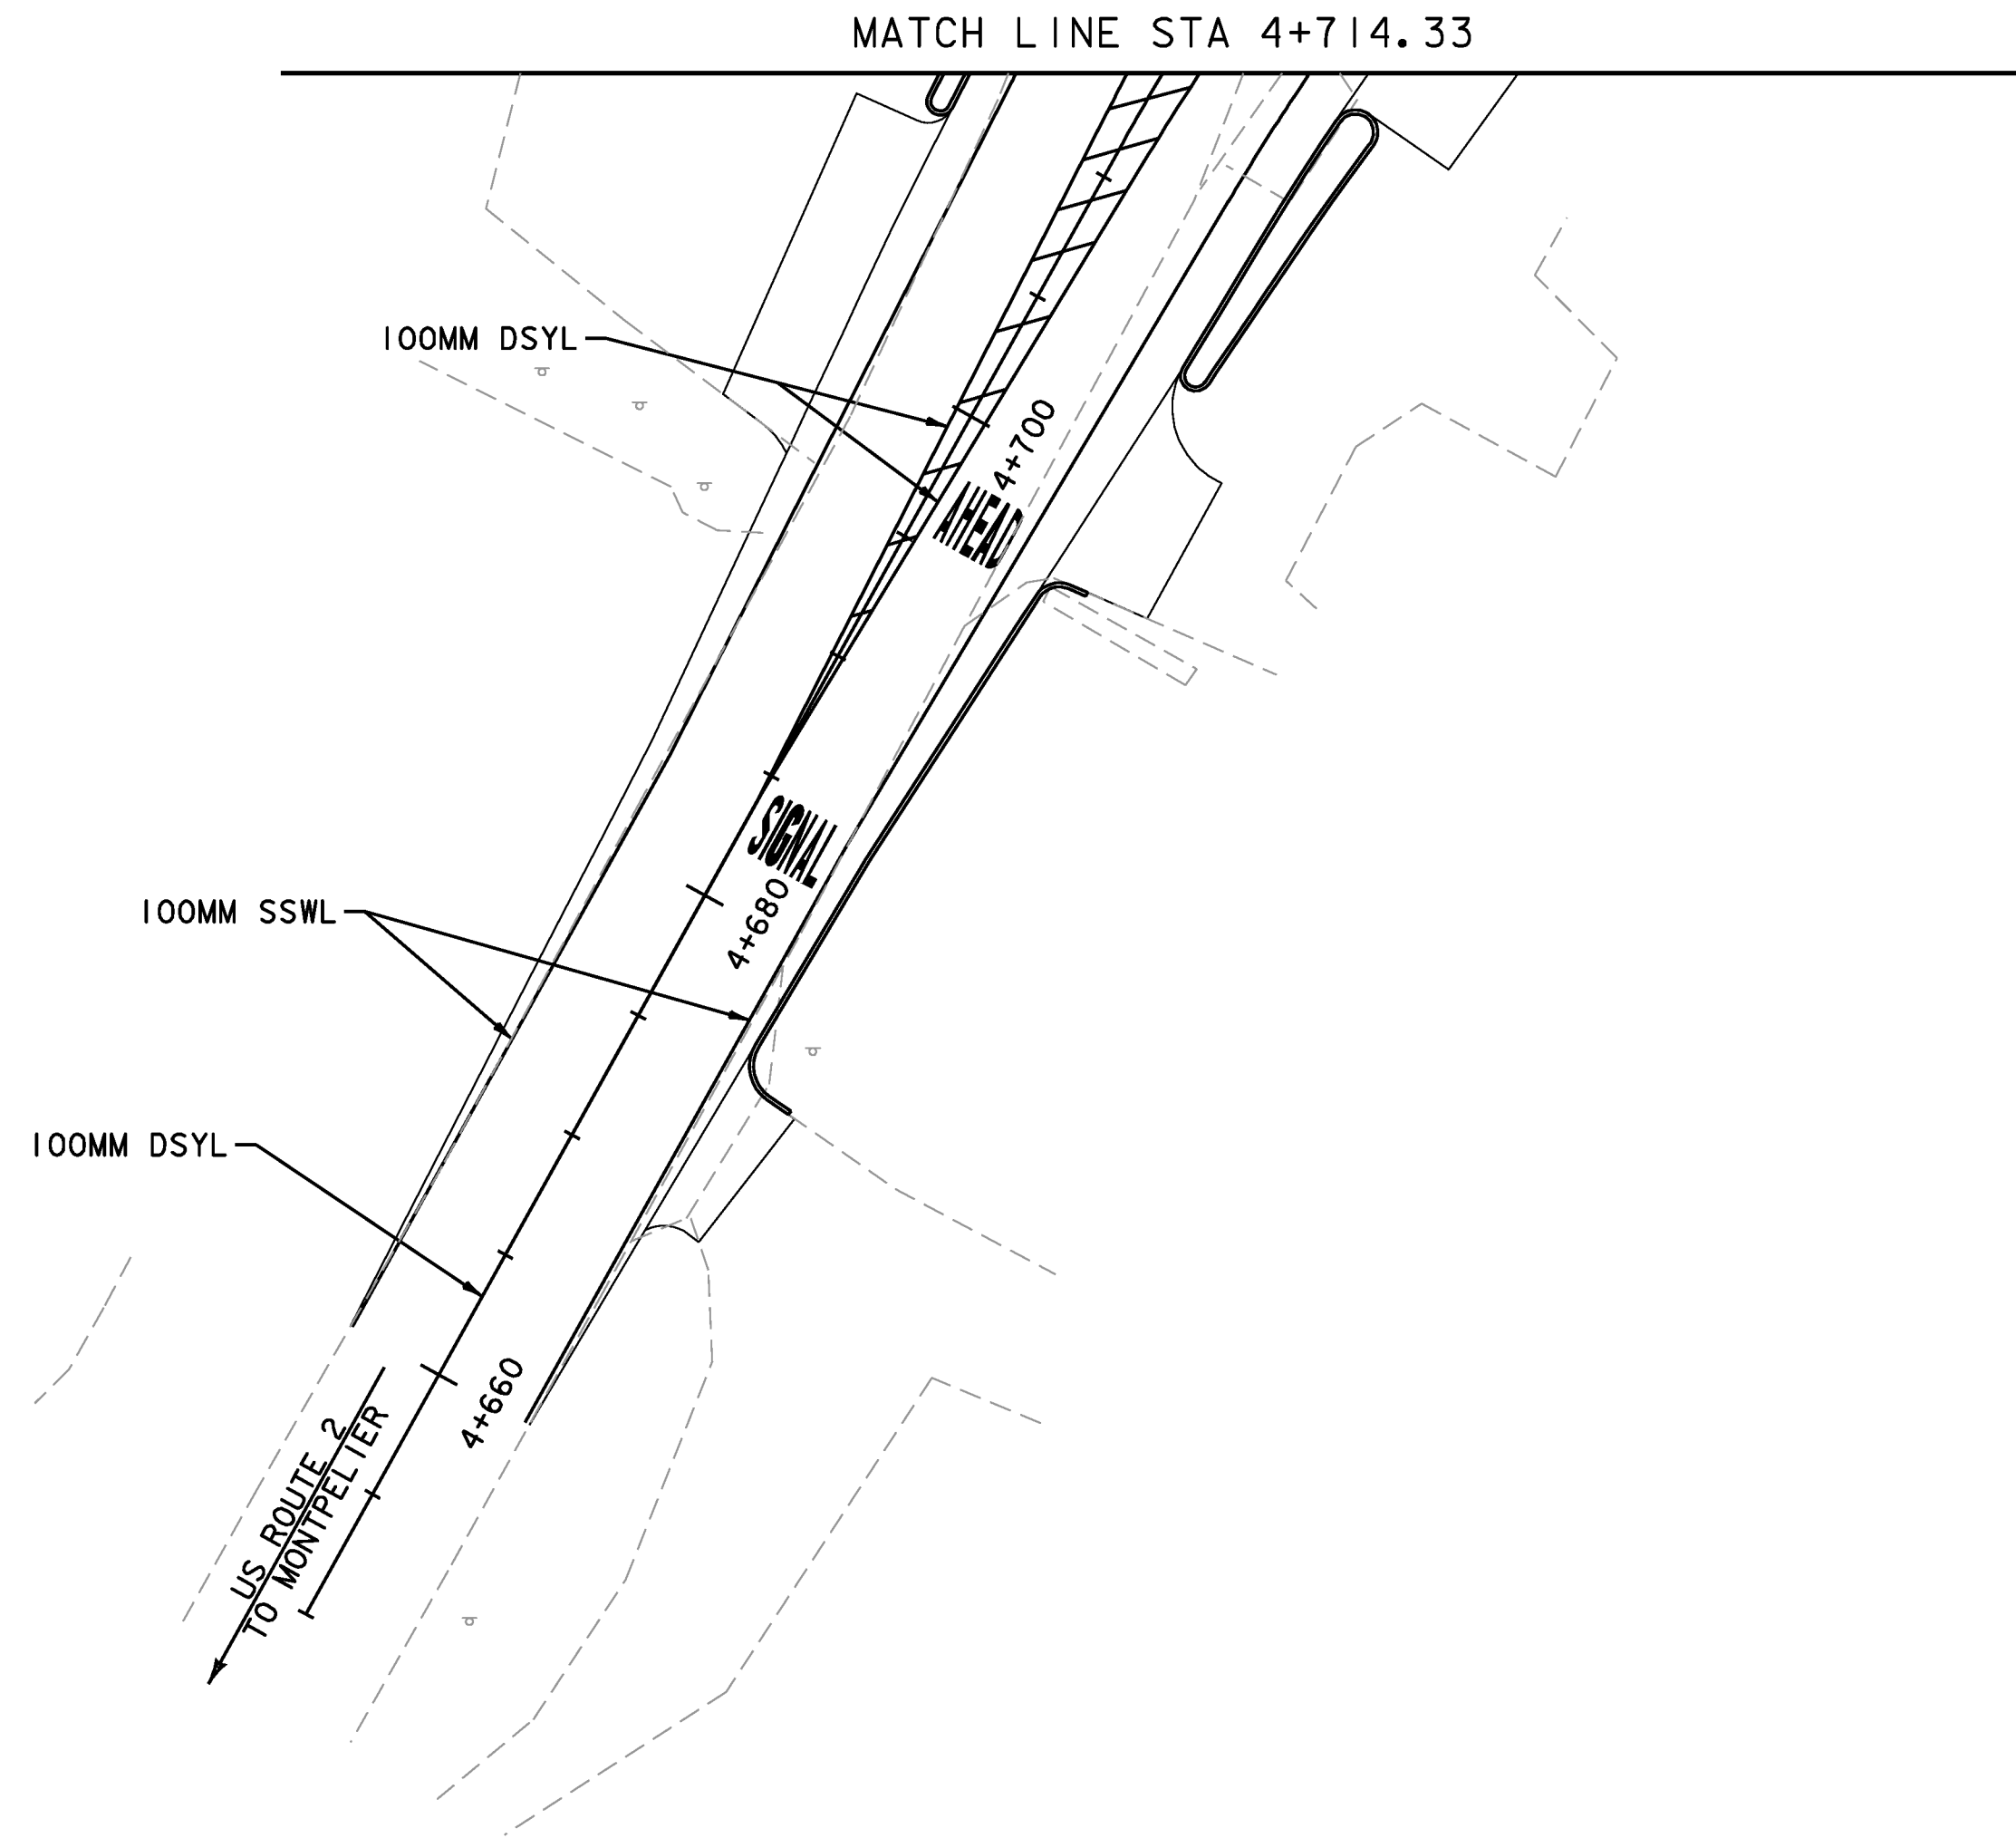 MATCH LINE STA 4+714.33
100MM DSYL
4+700
AHEAD
SIGNAL
4+680
100MM SSWL
100MM DSYL
4+660
US ROUTE 2
TO MONTPELIER